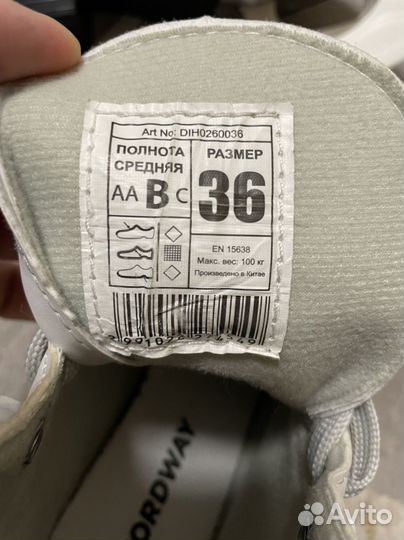 Art No: DIH0260036
ПОЛНОТА
СРЕДНЯЯ
AA B C
РАЗМЕР
36
EN 15638
Макс. вес: 100 кг
Произведено в Китае
ORDWAY
Avito